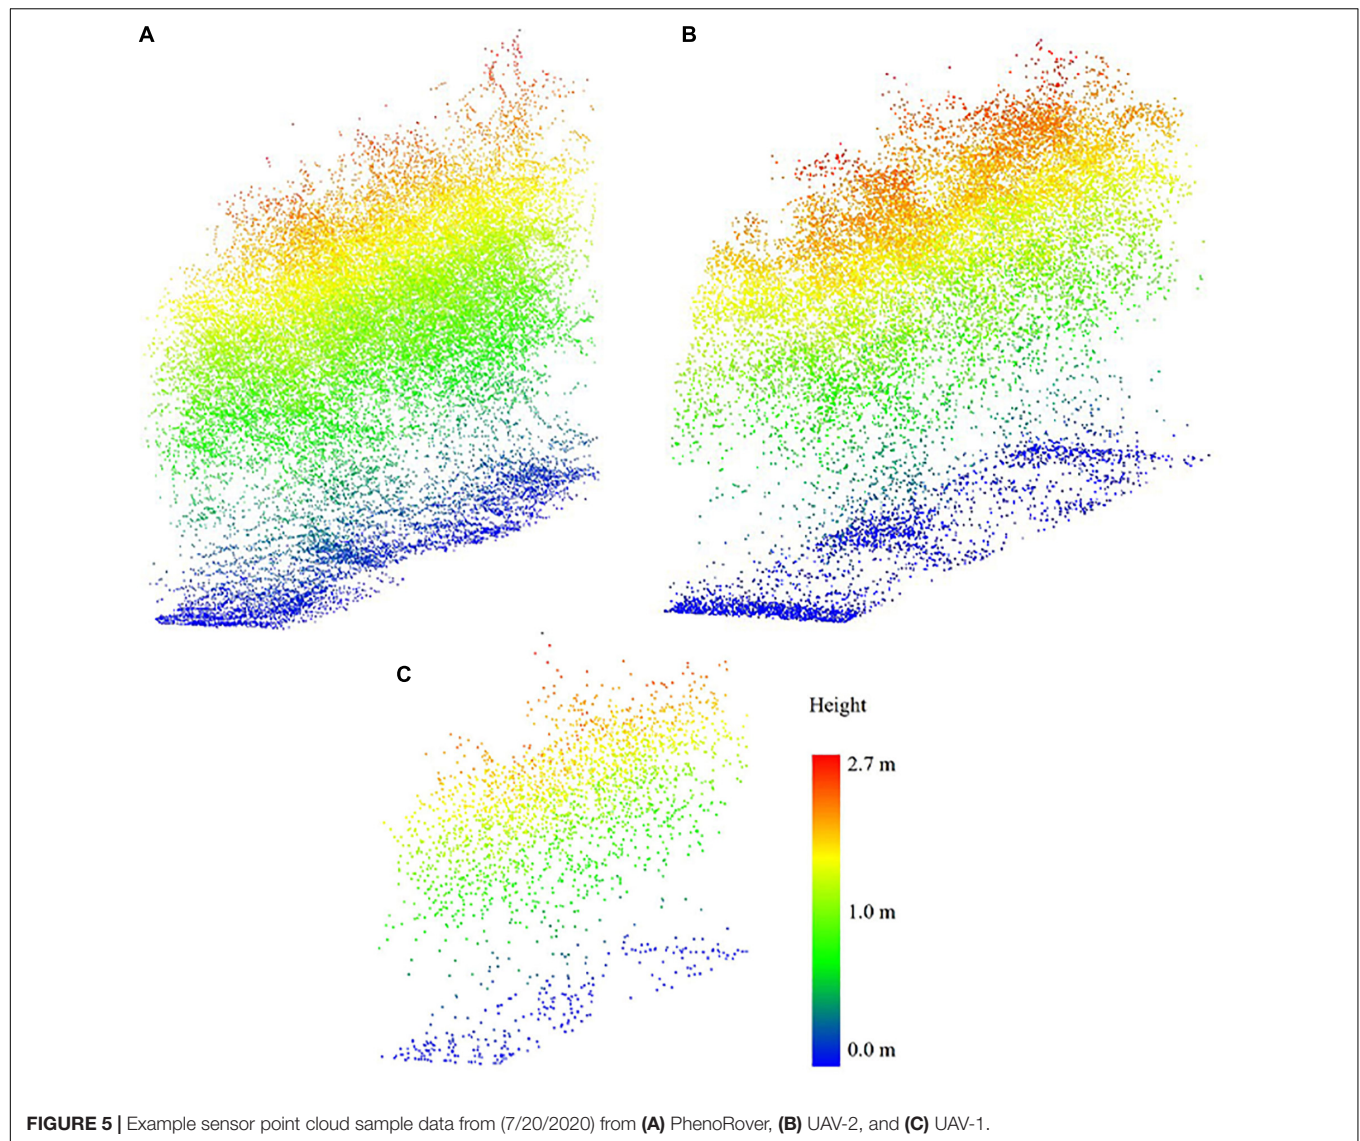 A
B
C
Height
2.7 m
1.0 m
0.0 m
FIGURE 5 | Example sensor point cloud sample data from (7/20/2020) from (A) PhenoRover, (B) UAV-2, and (C) UAV-1.